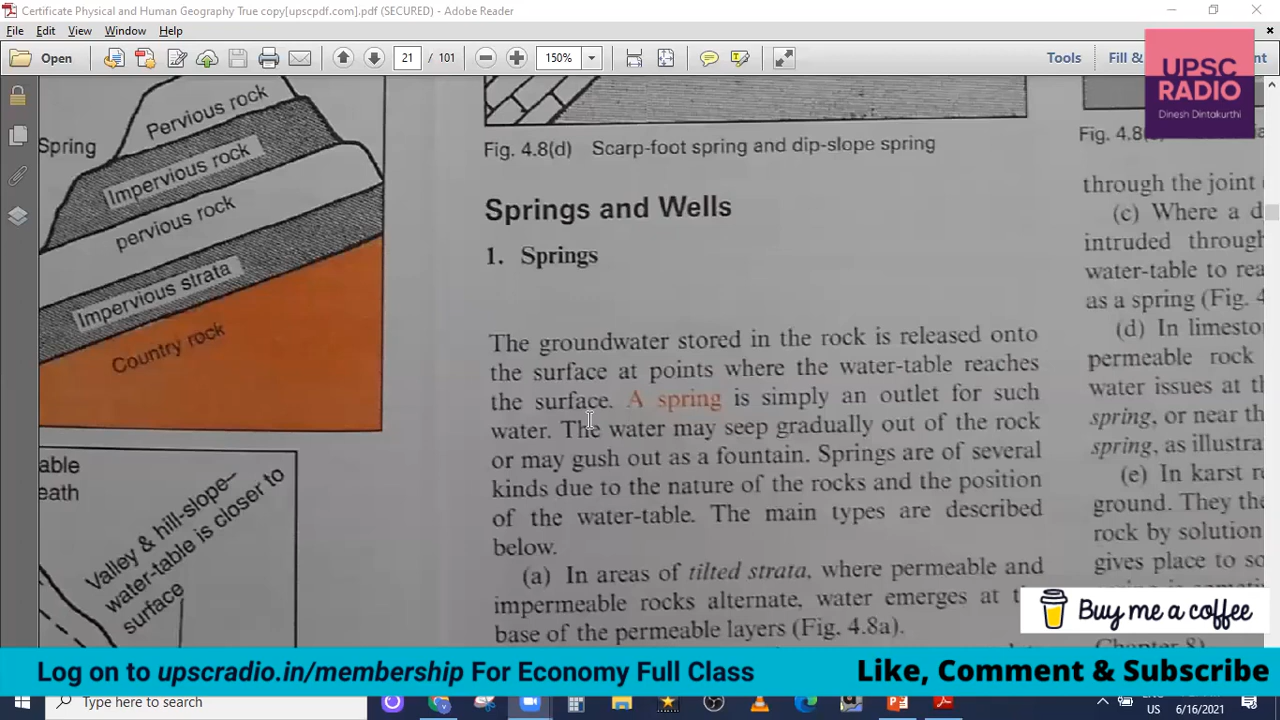 Certificate Physical and Human Geography True copy[upscpdf.com].pdf (SECURED) - Adobe Reader
File Edit View Window Help
Open 21 / 101 150% Tools Fill &
UPSC
RADIO
Dinesh Dintakurthi
Pervious rock
Spring
Impervious rock
pervious rock
Impervious strata
Country rock
able
eath
Valley & hill-slope–
water-table is closer to
surface
Fig. 4.8(d) Scarp-foot spring and dip-slope spring
Springs and Wells
1. Springs
The groundwater stored in the rock is released onto
the surface at points where the water-table reaches
the surface. A spring is simply an outlet for such
water. The water may seep gradually out of the rock
or may gush out as a fountain. Springs are of several
kinds due to the nature of the rocks and the position
of the water-table. The main types are described
below.
(a) In areas of tilted strata, where permeable and
impermeable rocks alternate, water emerges at
base of the permeable layers (Fig. 4.8a).
Fig. 4.8
through the joint
(c) Where a d
intruded through
water-table to rea
as a spring (Fig. 4
(d) In limesto
permeable rock
water issues at th
spring, or near th
spring, as illustra
(e) In karst r
ground. They the
rock by solution
gives place to so
Chapter 8)
Buy me a coffee
Log on to upscradio.in/membership For Economy Full Class
Like, Comment & Subscribe
Type here to search
US
6/16/2021